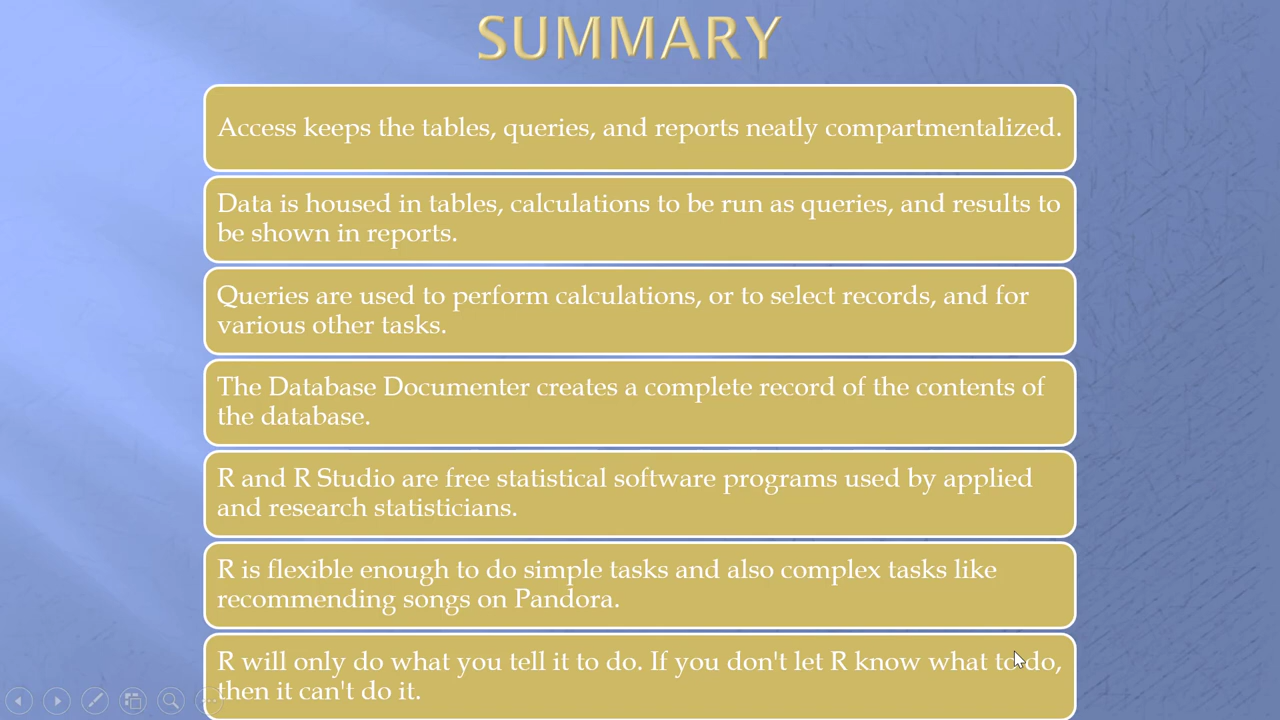 SUMMARY
Access keeps the tables, queries, and reports neatly compartmentalized.
Data is housed in tables, calculations to be run as queries, and results to
be shown in reports.
Queries are used to perform calculations, or to select records, and for
various other tasks.
The Database Documenter creates a complete record of the contents of
the database.
R and R Studio are free statistical software programs used by applied
and research statisticians.
R is flexible enough to do simple tasks and also complex tasks like
recommending songs on Pandora.
R will only do what you tell it to do. If you don't let R know what to do,
then it can't do it.